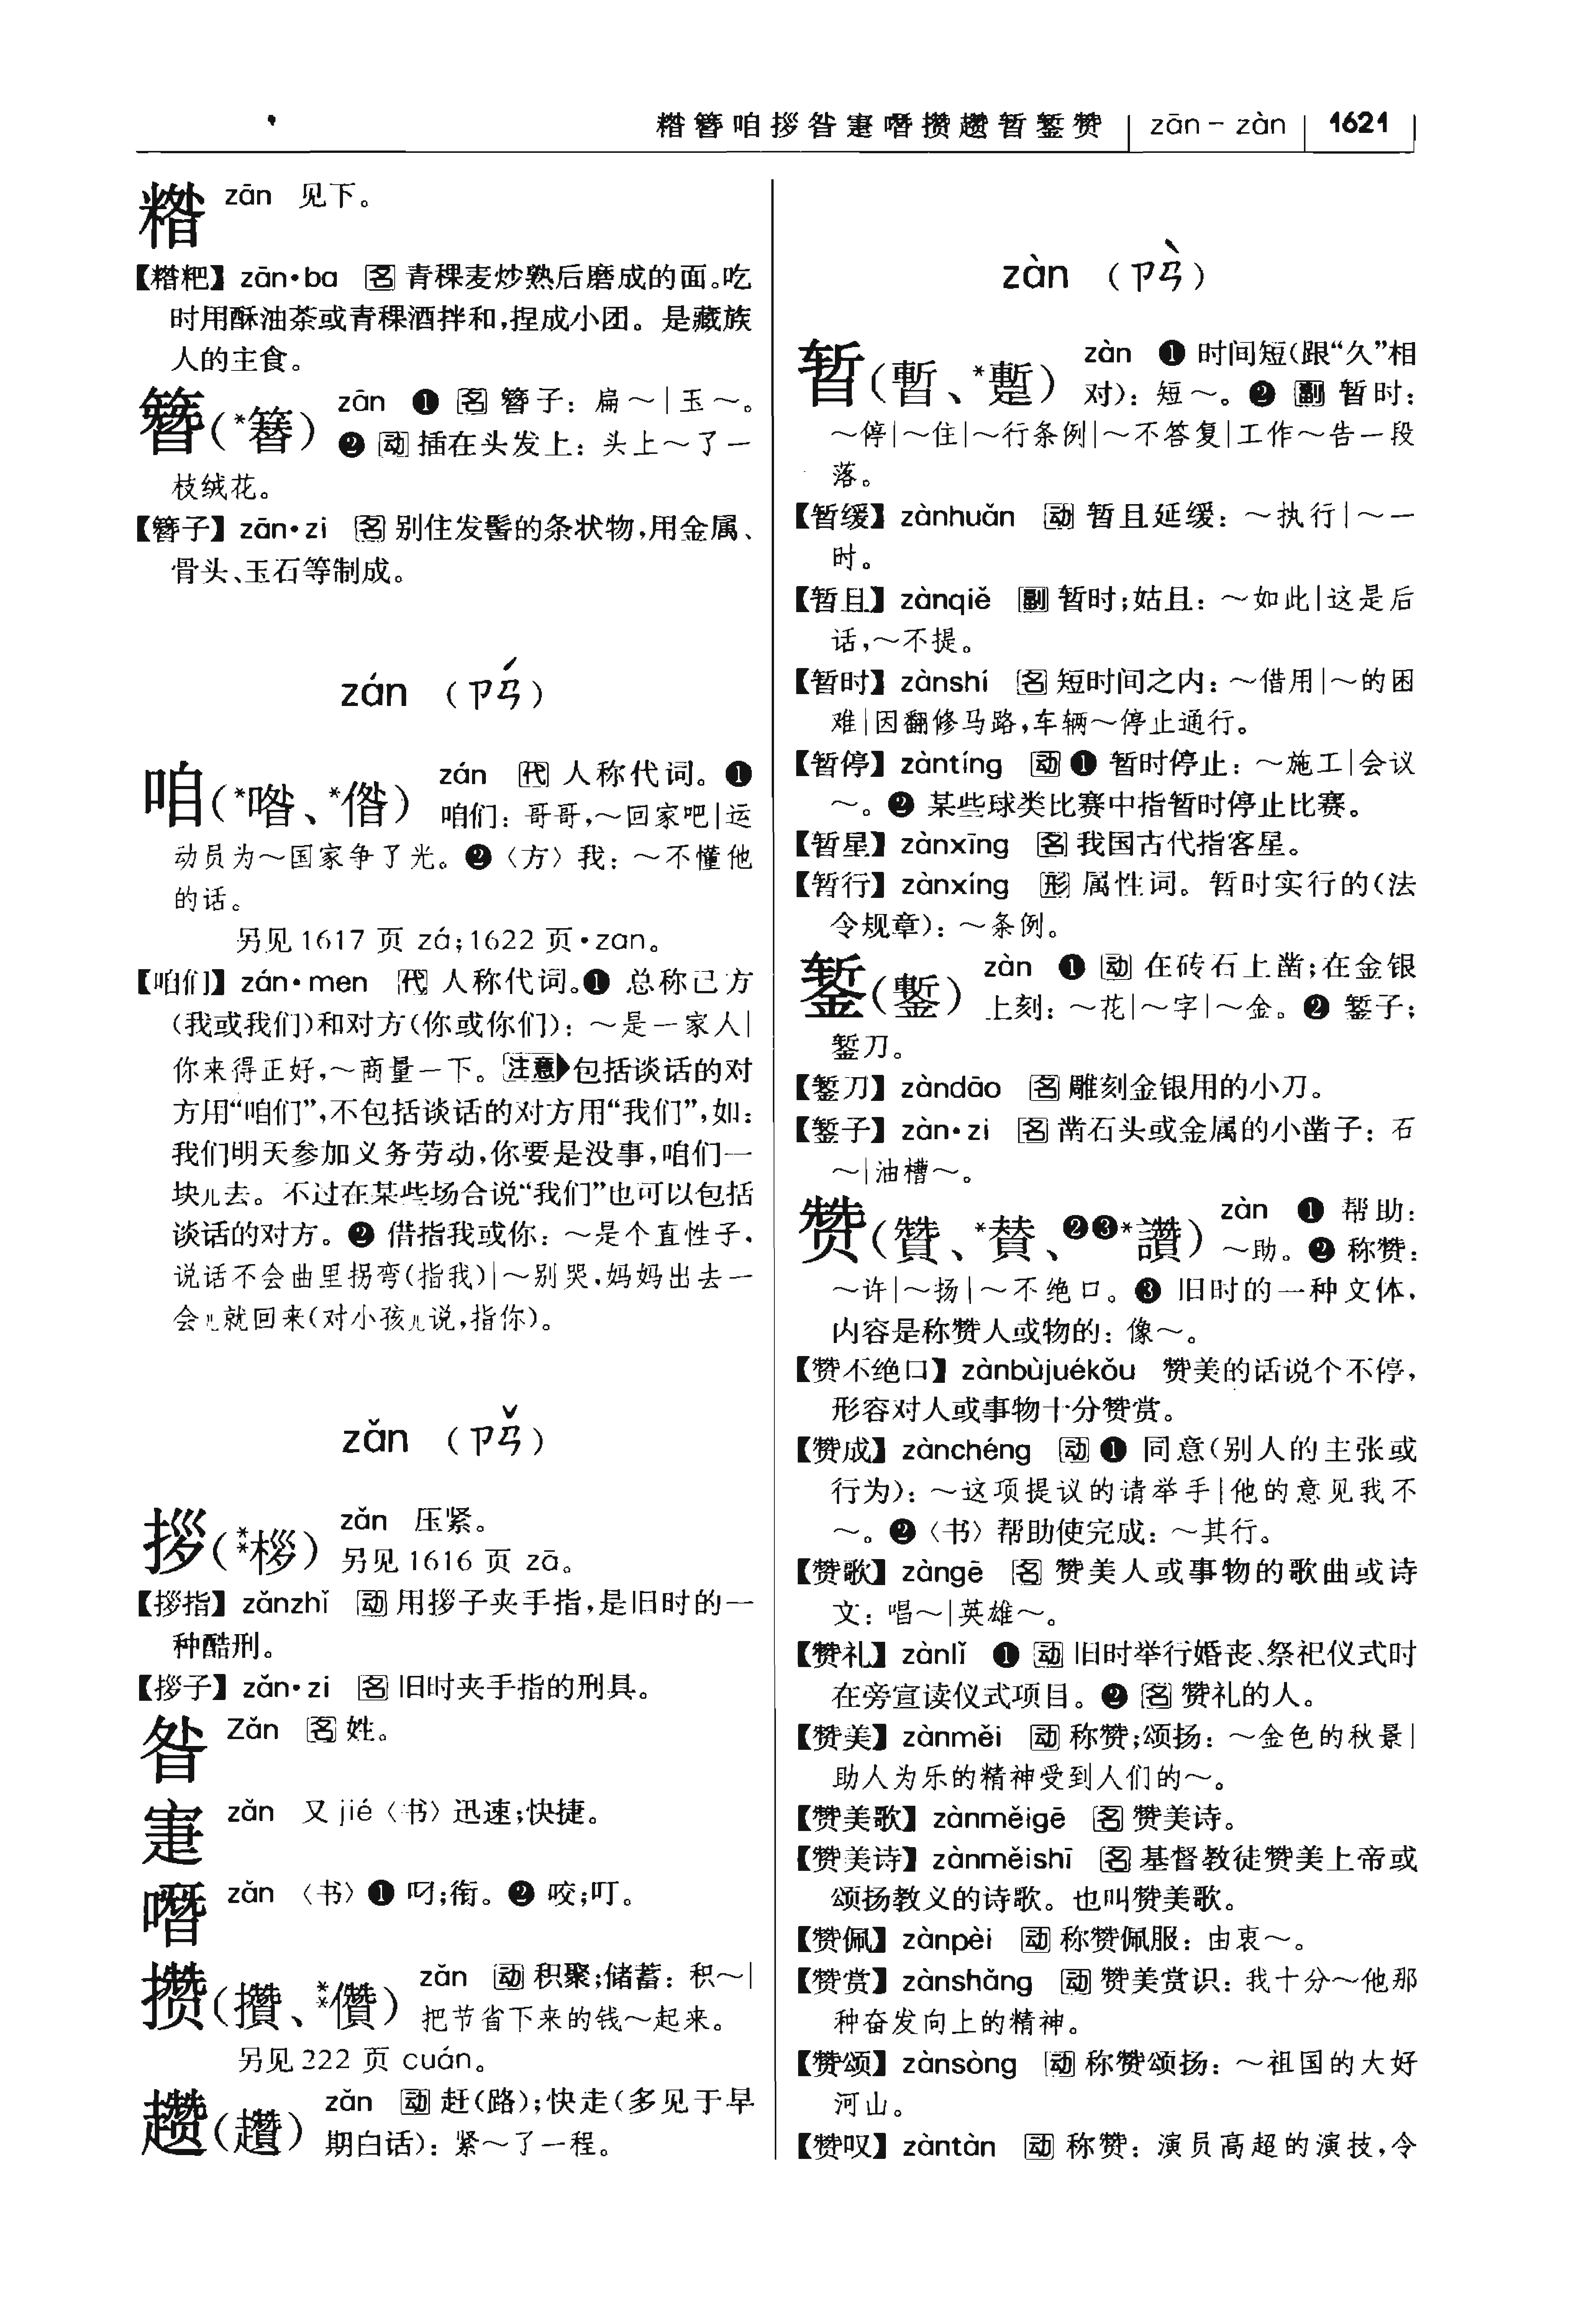 糌簪咱拶昝寁噆攒趱暂錾赞 zān－zàn 1621
糌 zān 见下。
【糌粑】 zān·ba 名 青稞麦炒熟后磨成的面。吃
时用酥油茶或青稞酒拌和,捏成小团。是藏族
人的主食。
簪(*簮) zān ❶ 名 簪子：扁～|玉～。
❷ 动 插在头发上：头上～了一
枝绒花。
【簪子】 zān·zi 名 别住发髻的条状物,用金属、
骨头、玉石等制成。
zán (ㄗㄢˊ)
咱(*喒、*偺) zán 代 人称代词。❶
咱们：哥哥,～回家吧|运
动员为～国家争了光。❷〈方〉我：～不懂他
的话。
另见 1617 页 zá;1622 页 ·zan。
【咱们】 zán·men 代 人称代词。❶ 总称己方
(我或我们)和对方(你或你们)：～是一家人|
你来得正好,～商量一下。注意▶包括谈话的对
方用“咱们”,不包括谈话的对方用“我们”,如：
我们明天参加义务劳动,你要是没事,咱们一
块儿去。不过在某些场合说“我们”也可以包括
谈话的对方。❷ 借指我或你：～是个直性子,
说话不会曲里拐弯(指我)|～别哭,妈妈出去一
会儿就回来(对小孩儿说,指你)。
zǎn (ㄗㄢˇ)
拶(**桚) zǎn 压紧。
另见 1616 页 zā。
【拶指】 zǎnzhǐ 动 用拶子夹手指,是旧时的一
种酷刑。
【拶子】 zǎn·zi 名 旧时夹手指的刑具。
昝 Zǎn 名 姓。
寁 zǎn 又 jié〈书〉迅速;快捷。
噆 zǎn〈书〉❶ 叼;衔。❷ 咬;叮。
攒(攢、**儹) zǎn 动 积聚;储蓄：积～|
把节省下来的钱～起来。
另见 222 页 cuán。
趱(趲) zǎn 动 赶(路);快走(多见于早
期白话)：紧～了一程。
zàn (ㄗㄢˋ)
暂(暫、*蹔) zàn ❶ 时间短(跟“久”相
对)：短～。❷ 副 暂时：
～停|～住|～行条例|～不答复|工作～告一段
落。
【暂缓】 zànhuǎn 动 暂且延缓：～执行|～一
时。
【暂且】 zànqiě 副 暂时;姑且：～如此|这是后
话,～不提。
【暂时】 zànshí 名 短时间之内：～借用|～的困
难|因翻修马路,车辆～停止通行。
【暂停】 zàntíng 动 ❶ 暂时停止：～施工|会议
～。❷ 某些球类比赛中指暂时停止比赛。
【暂星】 zànxīng 名 我国古代指客星。
【暂行】 zànxíng 形 属性词。暂时实行的(法
令规章)：～条例。
錾(鏨) zàn ❶ 动 在砖石上凿;在金银
上刻：～花|～字|～金。❷ 錾子;
錾刀。
【錾刀】 zàndāo 名 雕刻金银用的小刀。
【錾子】 zàn·zi 名 凿石头或金属的小凿子：石
～|油槽～。
赞(贊、*賛、❷❸*讚) zàn ❶ 帮助：
～助。❷ 称赞：
～许|～扬|～不绝口。❸ 旧时的一种文体,
内容是称赞人或物的：像～。
【赞不绝口】 zànbùjuékǒu 赞美的话说个不停,
形容对人或事物十分赞赏。
【赞成】 zànchéng 动 ❶ 同意(别人的主张或
行为)：～这项提议的请举手|他的意见我不
～。❷〈书〉帮助使完成：～其行。
【赞歌】 zàngē 名 赞美人或事物的歌曲或诗
文：唱～|英雄～。
【赞礼】 zànlǐ ❶ 动 旧时举行婚丧、祭祀仪式时
在旁宣读仪式项目。❷ 名 赞礼的人。
【赞美】 zànměi 动 称赞;颂扬：～金色的秋景|
助人为乐的精神受到人们的～。
【赞美歌】 zànměigē 名 赞美诗。
【赞美诗】 zànměishī 名 基督教徒赞美上帝或
颂扬教义的诗歌。也叫赞美歌。
【赞佩】 zànpèi 动 称赞佩服：由衷～。
【赞赏】 zànshǎng 动 赞美赏识：我十分～他那
种奋发向上的精神。
【赞颂】 zànsòng 动 称赞颂扬：～祖国的大好
河山。
【赞叹】 zàntàn 动 称赞：演员高超的演技,令